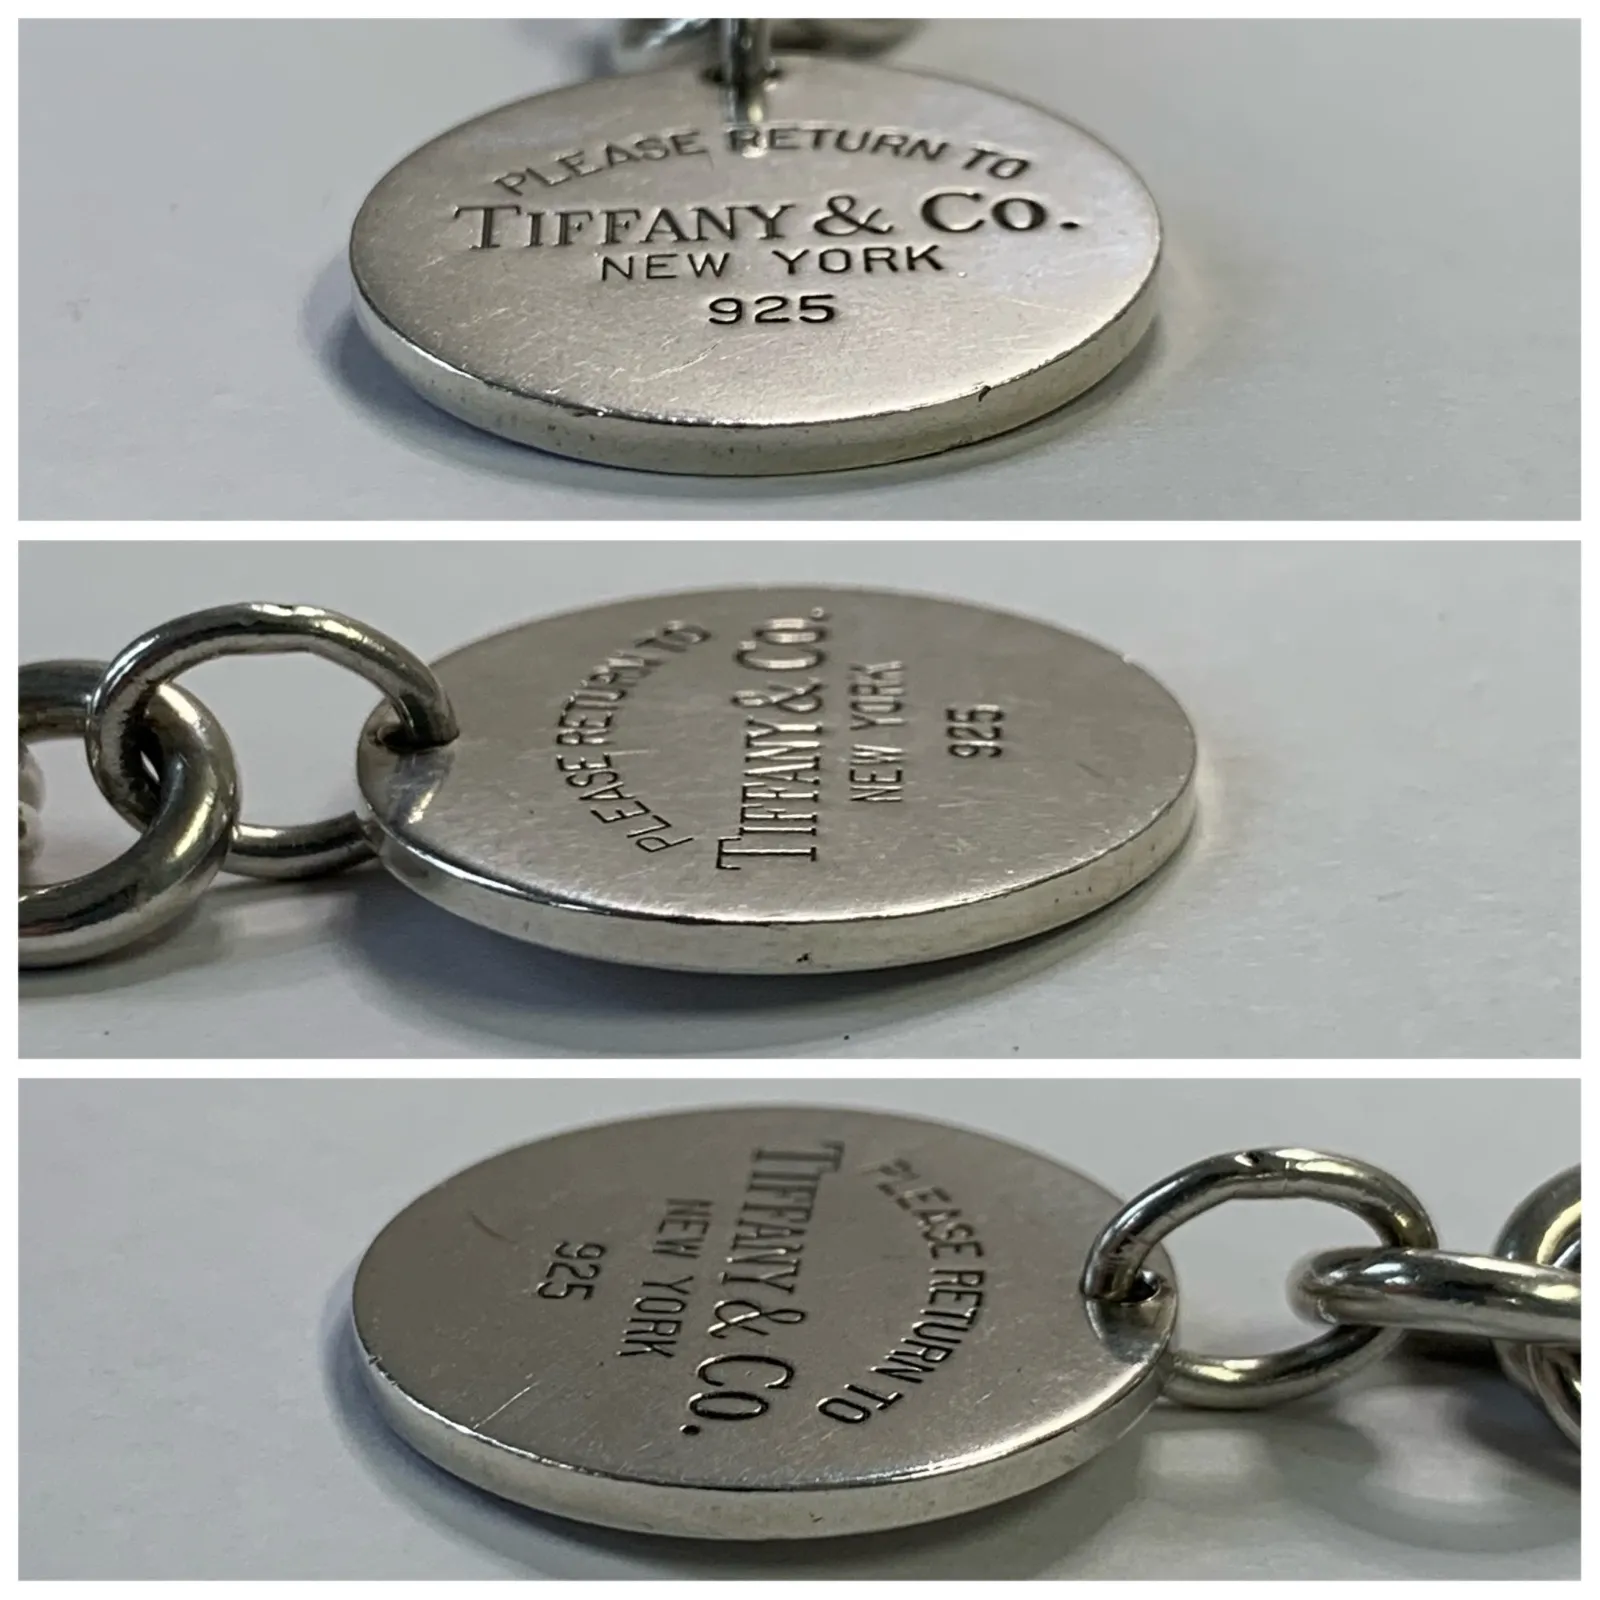 PLEASE RETURN TO
TIFFANY & CO.
NEW YORK
925
PLEASE RETURN TO
TIFFANY & CO.
NEW YORK
925
PLEASE RETURN TO
TIFFANY & CO.
NEW YORK
925